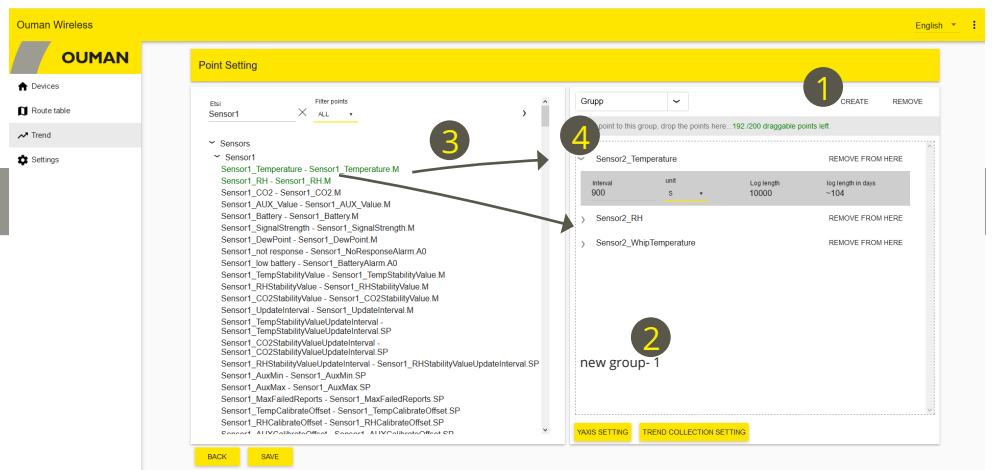 Ouman Wireless
English
OUMAN
Devices
Route table
Trend
Settings
Point Setting
Etsi
Sensor1
Filter points
ALL
Sensors
Sensor1
Sensor1_Temperature - Sensor1_Temperature.M
Sensor1_RH - Sensor1_RH.M
Sensor1_CO2 - Sensor1_CO2.M
Sensor1_AUX_Value - Sensor1_AUX_Value.M
Sensor1_Battery - Sensor1_Battery.M
Sensor1_SignalStrength - Sensor1_SignalStrength.M
Sensor1_DewPoint - Sensor1_DewPoint.M
Sensor1_not response - Sensor1_NoResponseAlarm.A0
Sensor1_low battery - Sensor1_BatteryAlarm.A0
Sensor1_TempStabilityValue - Sensor1_TempStabilityValue.M
Sensor1_RHStabilityValue - Sensor1_RHStabilityValue.M
Sensor1_CO2StabilityValue - Sensor1_CO2StabilityValue.M
Sensor1_UpdateInterval - Sensor1_UpdateInterval.M
Sensor1_TempStabilityValueUpdateInterval -
Sensor1_TempStabilityValueUpdateInterval.SP
Sensor1_CO2StabilityValueUpdateInterval -
Sensor1_CO2StabilityValueUpdateInterval.SP
Sensor1_RHStabilityValueUpdateInterval - Sensor1_RHStabilityValueUpdateInterval.SP
Sensor1_AuxMin - Sensor1_AuxMin.SP
Sensor1_AuxMax - Sensor1_AuxMax.SP
Sensor1_MaxFailedReports - Sensor1_MaxFailedReports.SP
Sensor1_TempCalibrateOffset - Sensor1_TempCalibrateOffset.SP
Sensor1_RHCalibrateOffset - Sensor1_RHCalibrateOffset.SP
Sensor1_AUXCalibrateOffset - Sensor1_AUXCalibrateOffset.SP
BACK
SAVE
3
1
Grupp
CREATE
REMOVE
4
point to this group, drop the points here...192 /200 draggable points left
Sensor2_Temperature
REMOVE FROM HERE
Interval
900
unit
S
Log length
10000
log length in days
~104
Sensor2_RH
REMOVE FROM HERE
Sensor2_WhipTemperature
REMOVE FROM HERE
2
new group- 1
YAXIS SETTING
TREND COLLECTION SETTING